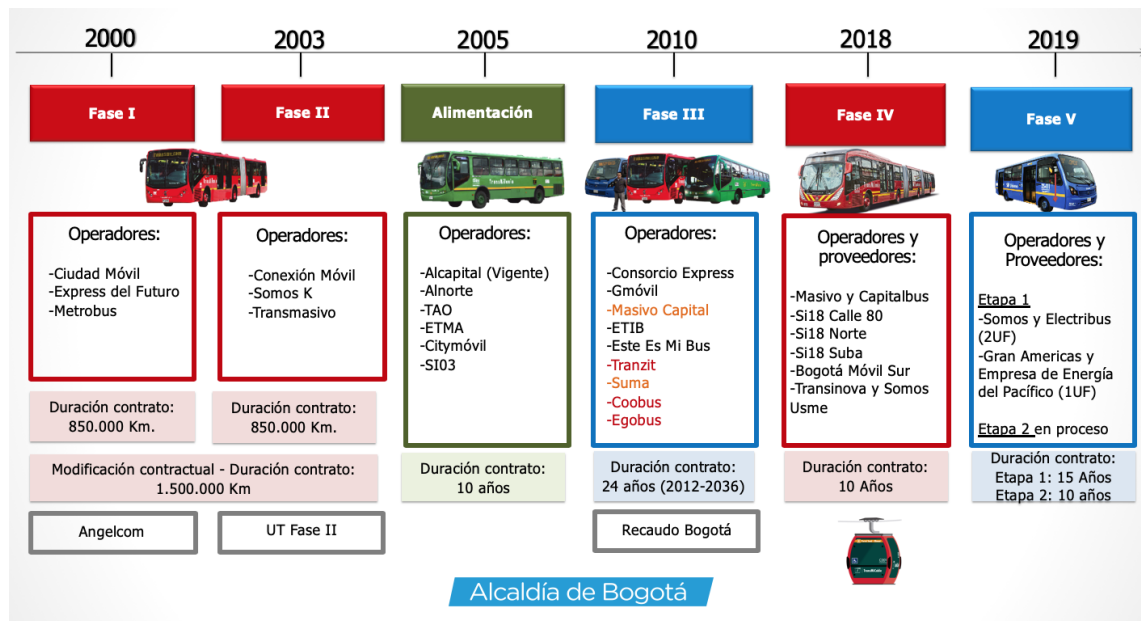 2000
2003
2005
2010
2018
2019
Fase I
Fase II
Alimentación
Fase III
Fase IV
Fase V
Operadores:
-Ciudad Móvil
-Express del Futuro
-Metrobus
Operadores:
-Conexión Móvil
-Somos K
-Transmasivo
Operadores:
-Alcapital (Vigente)
-Alnorte
-TAO
-ETMA
-Citymóvil
-SI03
Operadores:
-Consorcio Express
-Gmóvil
-Masivo Capital
-ETIB
-Este Es Mi Bus
-Tranzit
-Suma
-Coobus
-Egobus
Operadores y
proveedores:
-Masivo y Capitalbus
-Si18 Calle 80
-Si18 Norte
-Si18 Suba
-Bogotá Móvil Sur
-Transinova y Somos
Usme
Operadores y
Proveedores:
Etapa 1
-Somos y Electribus
(2UF)
-Gran Americas y
Empresa de Energía
del Pacífico (1UF)
Etapa 2 en proceso
Duración contrato:
850.000 Km.
Duración contrato:
850.000 Km.
Modificación contractual - Duración contrato:
1.500.000 Km
Duración contrato:
10 años
Duración contrato:
24 años (2012-2036)
Duración contrato:
10 Años
Duración contrato:
Etapa 1: 15 Años
Etapa 2: 10 años
Angelcom
UT Fase II
Recaudo Bogotá
Alcaldía de Bogotá